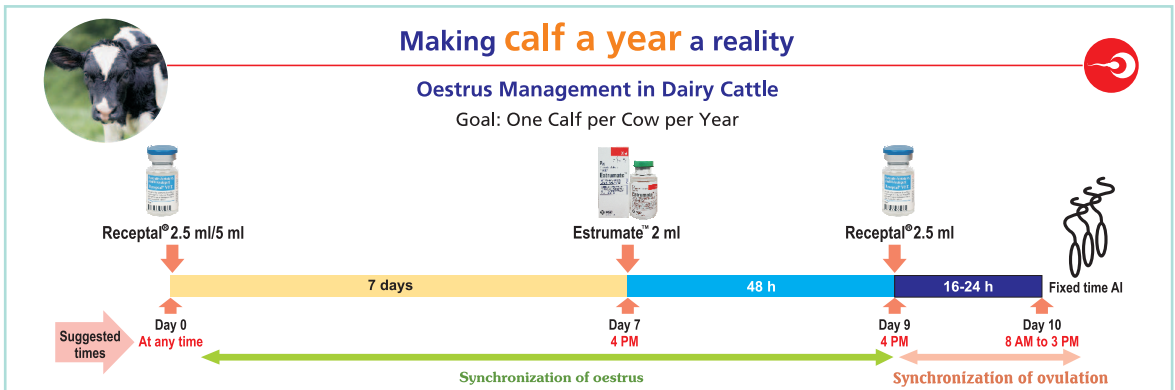 Making calf a year a reality
Oestrus Management in Dairy Cattle
Goal: One Calf per Cow per Year
Receptal® 2.5 ml/5 ml
Estrumate
Estrumate™ 2 ml
Receptal® 2.5 ml
7 days
48 h
16-24 h
Fixed time AI
Suggested times
Day 0
At any time
Day 7
4 PM
Day 9
4 PM
Day 10
8 AM to 3 PM
Synchronization of oestrus
Synchronization of ovulation